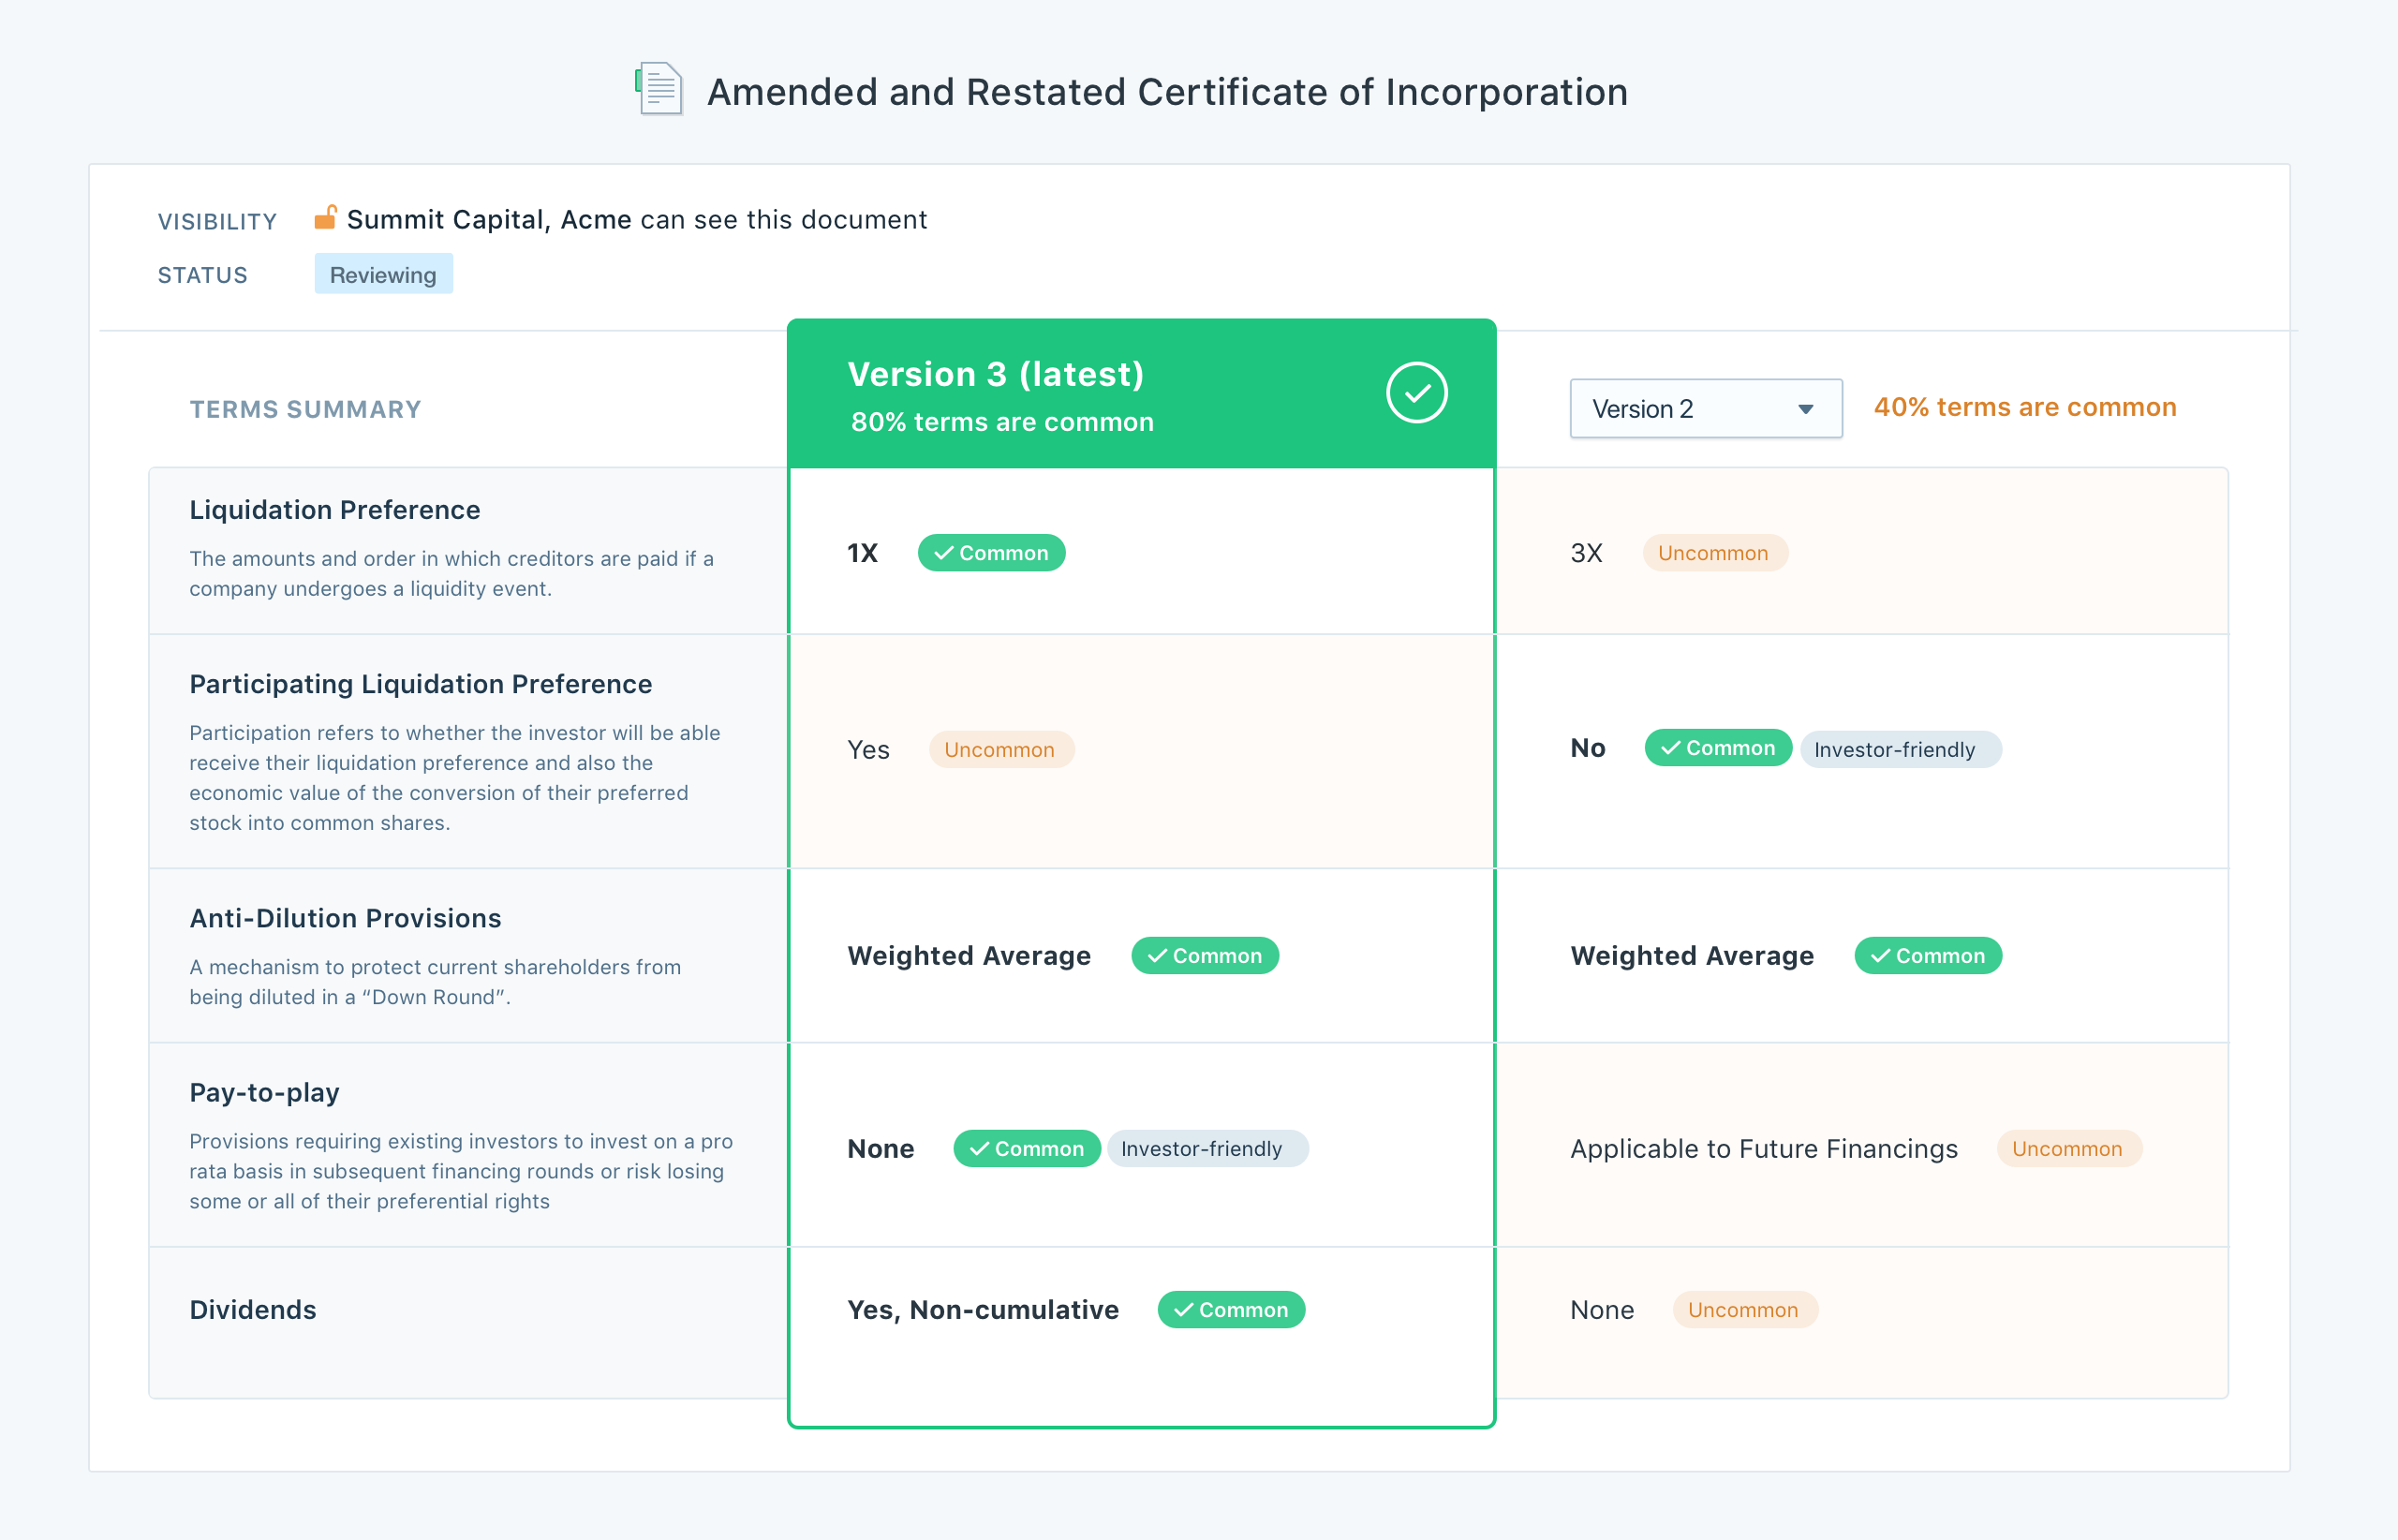 Amended and Restated Certificate of Incorporation
VISIBILITY Summit Capital, Acme can see this document
STATUS Reviewing
TERMS SUMMARY
Version 3 (latest)
80% terms are common
Version 2
40% terms are common
Liquidation Preference
The amounts and order in which creditors are paid if a
company undergoes a liquidity event.
1X Common
3X Uncommon
Participating Liquidation Preference
Participation refers to whether the investor will be able
receive their liquidation preference and also the
economic value of the conversion of their preferred
stock into common shares.
Yes Uncommon
No Common Investor-friendly
Anti-Dilution Provisions
A mechanism to protect current shareholders from
being diluted in a “Down Round”.
Weighted Average Common
Weighted Average Common
Pay-to-play
Provisions requiring existing investors to invest on a pro
rata basis in subsequent financing rounds or risk losing
some or all of their preferential rights
None Common Investor-friendly
Applicable to Future Financings Uncommon
Dividends
Yes, Non-cumulative Common
None Uncommon